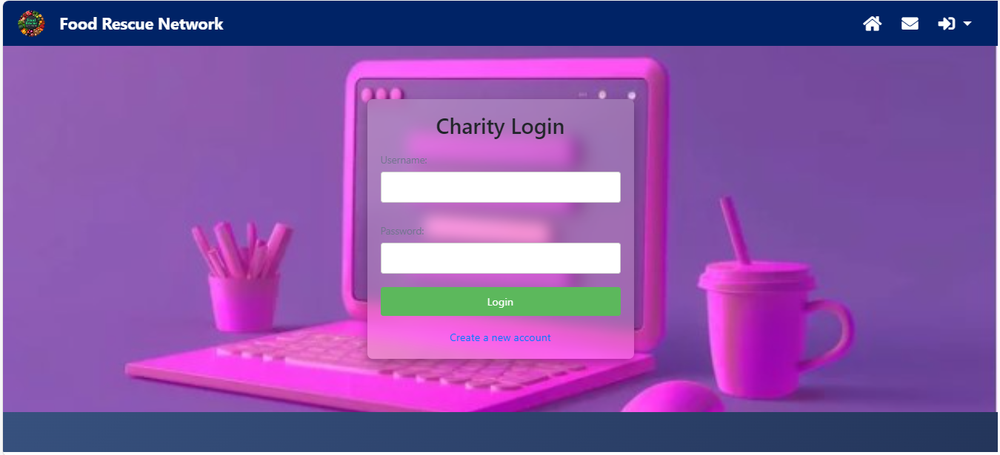 Food Rescue Network
Charity Login
Username:
Password:
Login
Create a new account